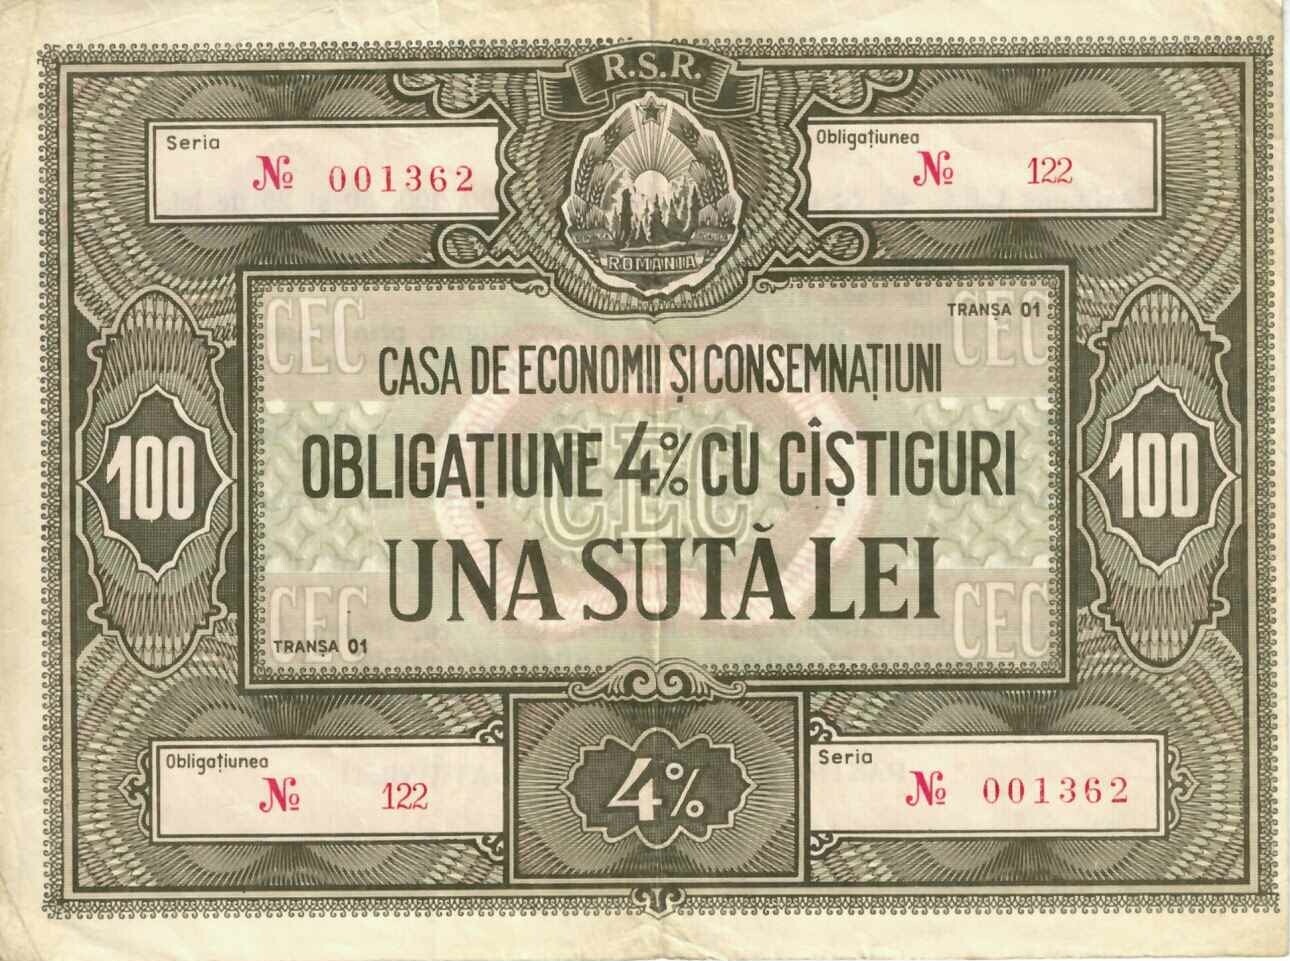 R.S.R.
Seria
№ 001362
Obligațiunea
№ 122
ROMANIA
CEC
CEC
TRANȘA 01
CASA DE ECONOMII ȘI CONSEMNAȚIUNI
OBLIGAȚIUNE 4% CU CÎȘTIGURI
100
100
CEC
UNA SUTĂ LEI
CEC
CEC
TRANȘA 01
Obligațiunea
№ 122
4%
Seria
№ 001362